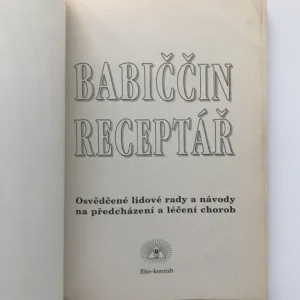 BABIČČIN
RECEPTÁŘ
Osvědčené lidové rady a návody
na předcházení a léčení chorob
Eko-konzult